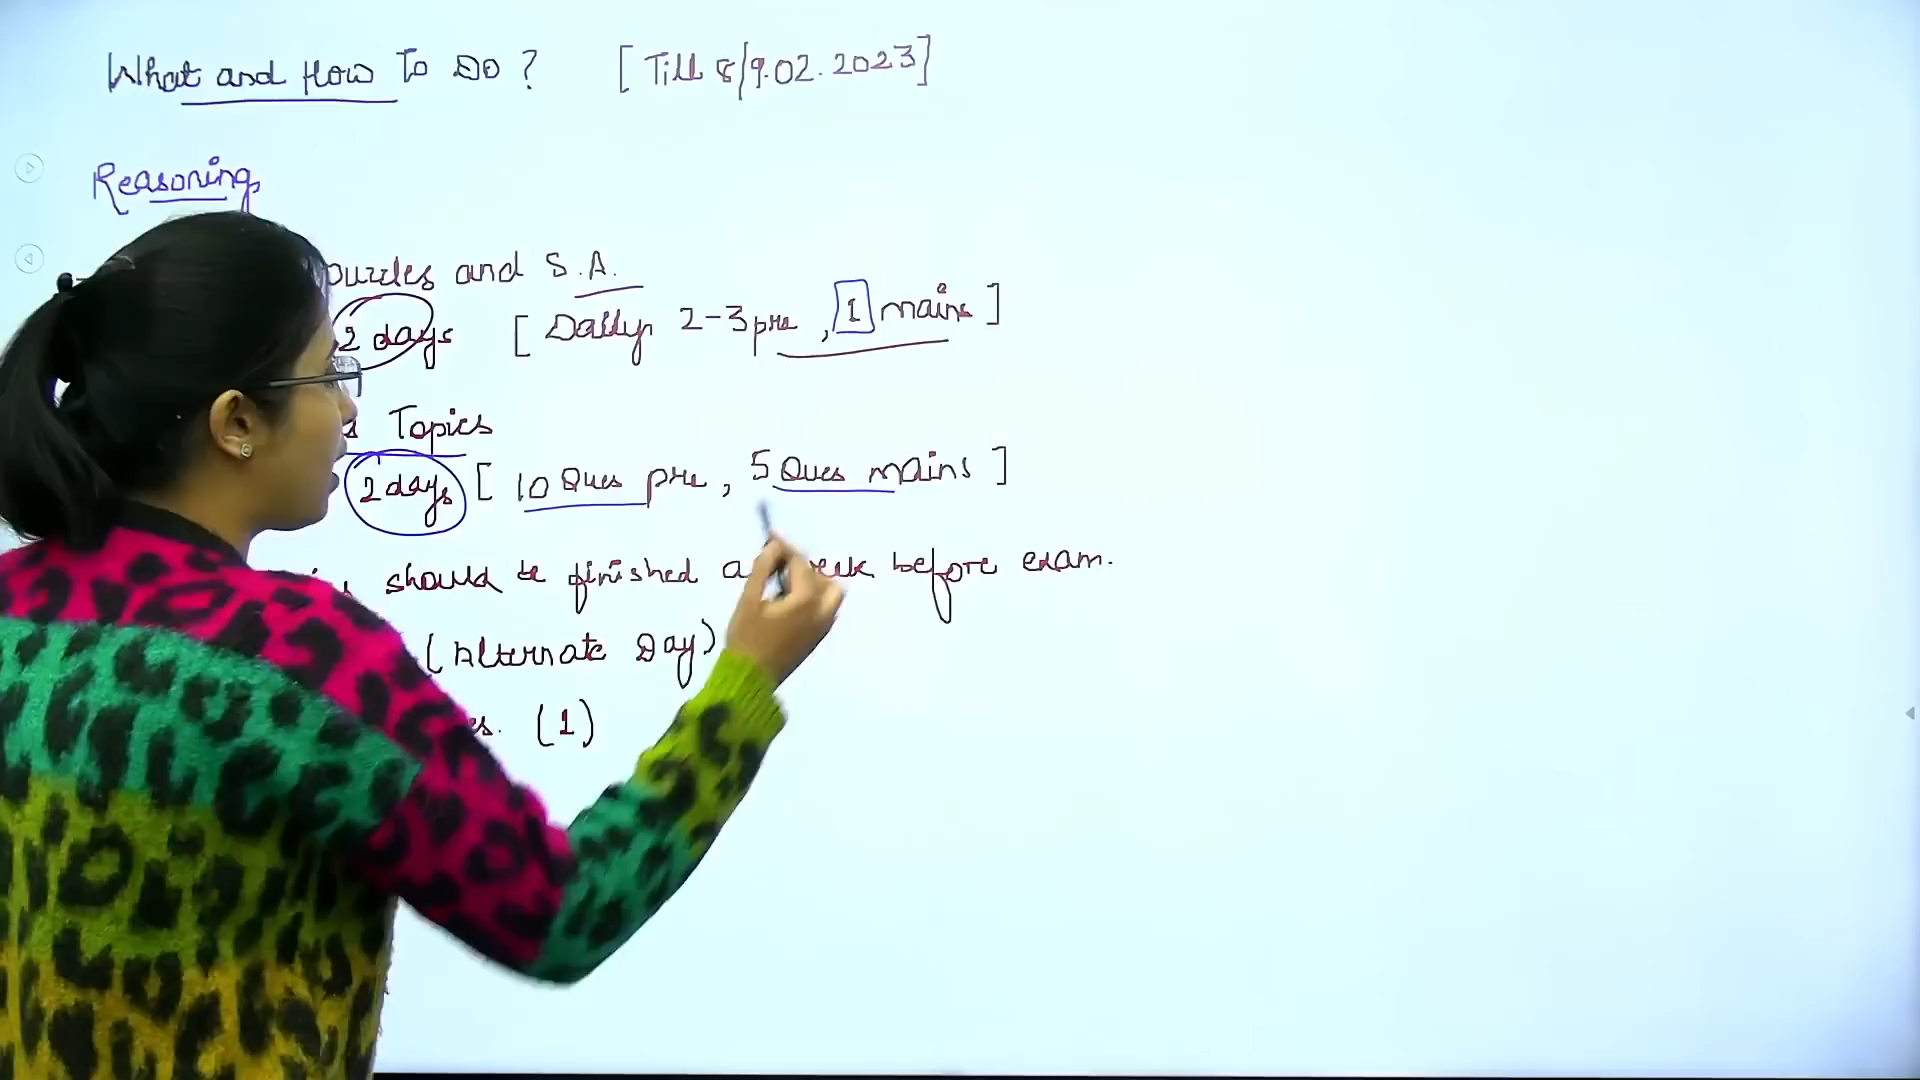 What and How To Do ? [Till 8/9.02.2023]
Reasoning
puzzles and S.A.
2 days [ Daily 2-3 pre , 1 mains ]
Topics
2 days [ 10 Ques pre , 5 Ques mains ]
should be finished a week before exam.
(Alternate Day)
(1)